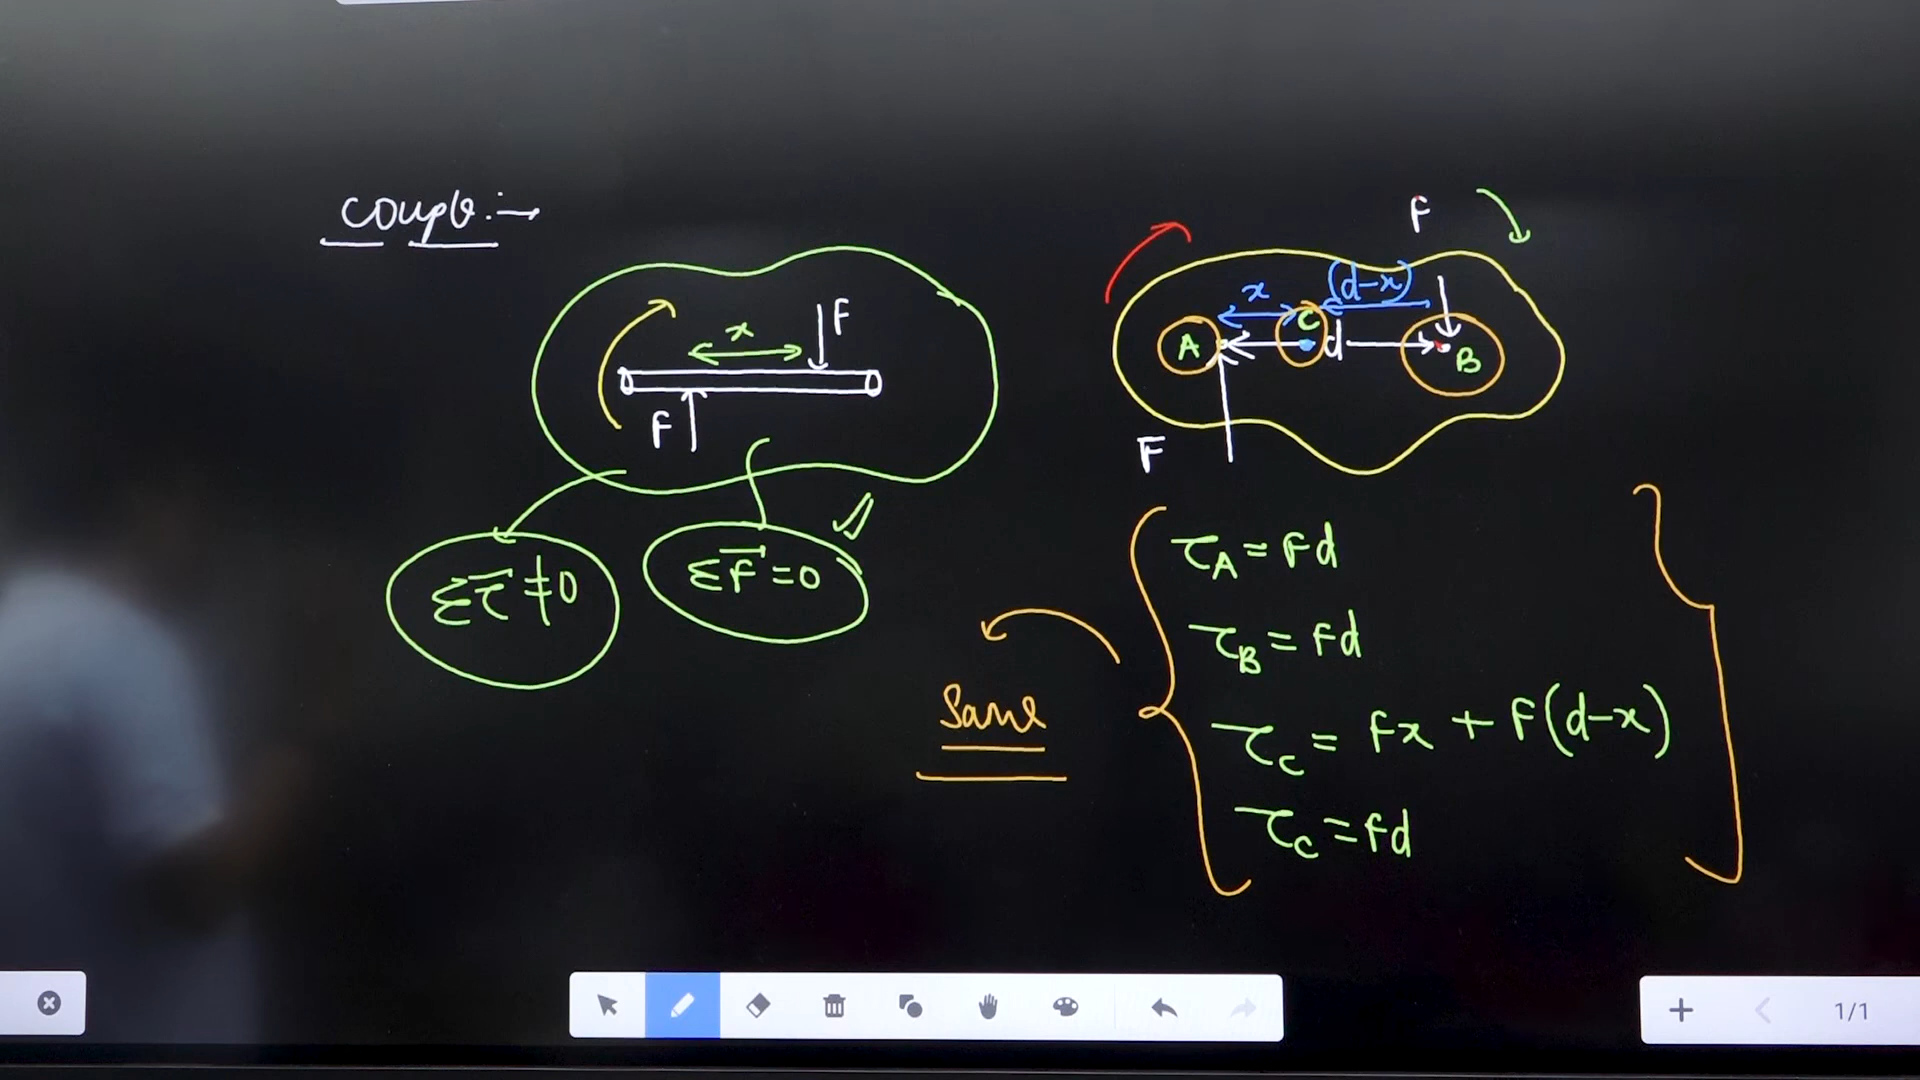 Couple :→
x
F
F
Στ⃗ ≠ 0
ΣF⃗ = 0
F
x
(d-x)
A
C
d
B
F
τA = Fd
τB = Fd
τC = Fx + F(d-x)
τC = Fd
Same
1/1